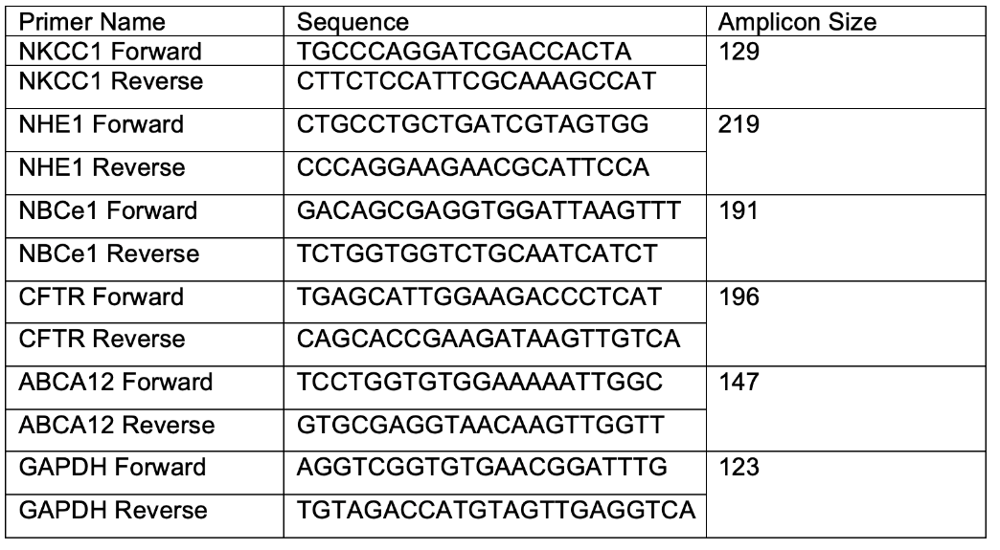 Primer Name Sequence Amplicon Size
NKCC1 Forward TGCCCAGGATCGACCACTA 129
NKCC1 Reverse CTTCTCCATTCGCAAAGCCAT
NHE1 Forward CTGCCTGCTGATCGTAGTGG 219
NHE1 Reverse CCCAGGAAGAACGCATTCCA
NBCe1 Forward GACAGCGAGGTGGATTAAGTTT 191
NBCe1 Reverse TCTGGTGGTCTGCAATCATCT
CFTR Forward TGAGCATTGGAAGACCCTCAT 196
CFTR Reverse CAGCACCGAAGATAAGTTGTCA
ABCA12 Forward TCCTGGTGTGGAAAAATTGGC 147
ABCA12 Reverse GTGCGAGGTAACAAGTTGGTT
GAPDH Forward AGGTCGGTGTGAACGGATTTG 123
GAPDH Reverse TGTAGACCATGTAGTTGAGGTCA